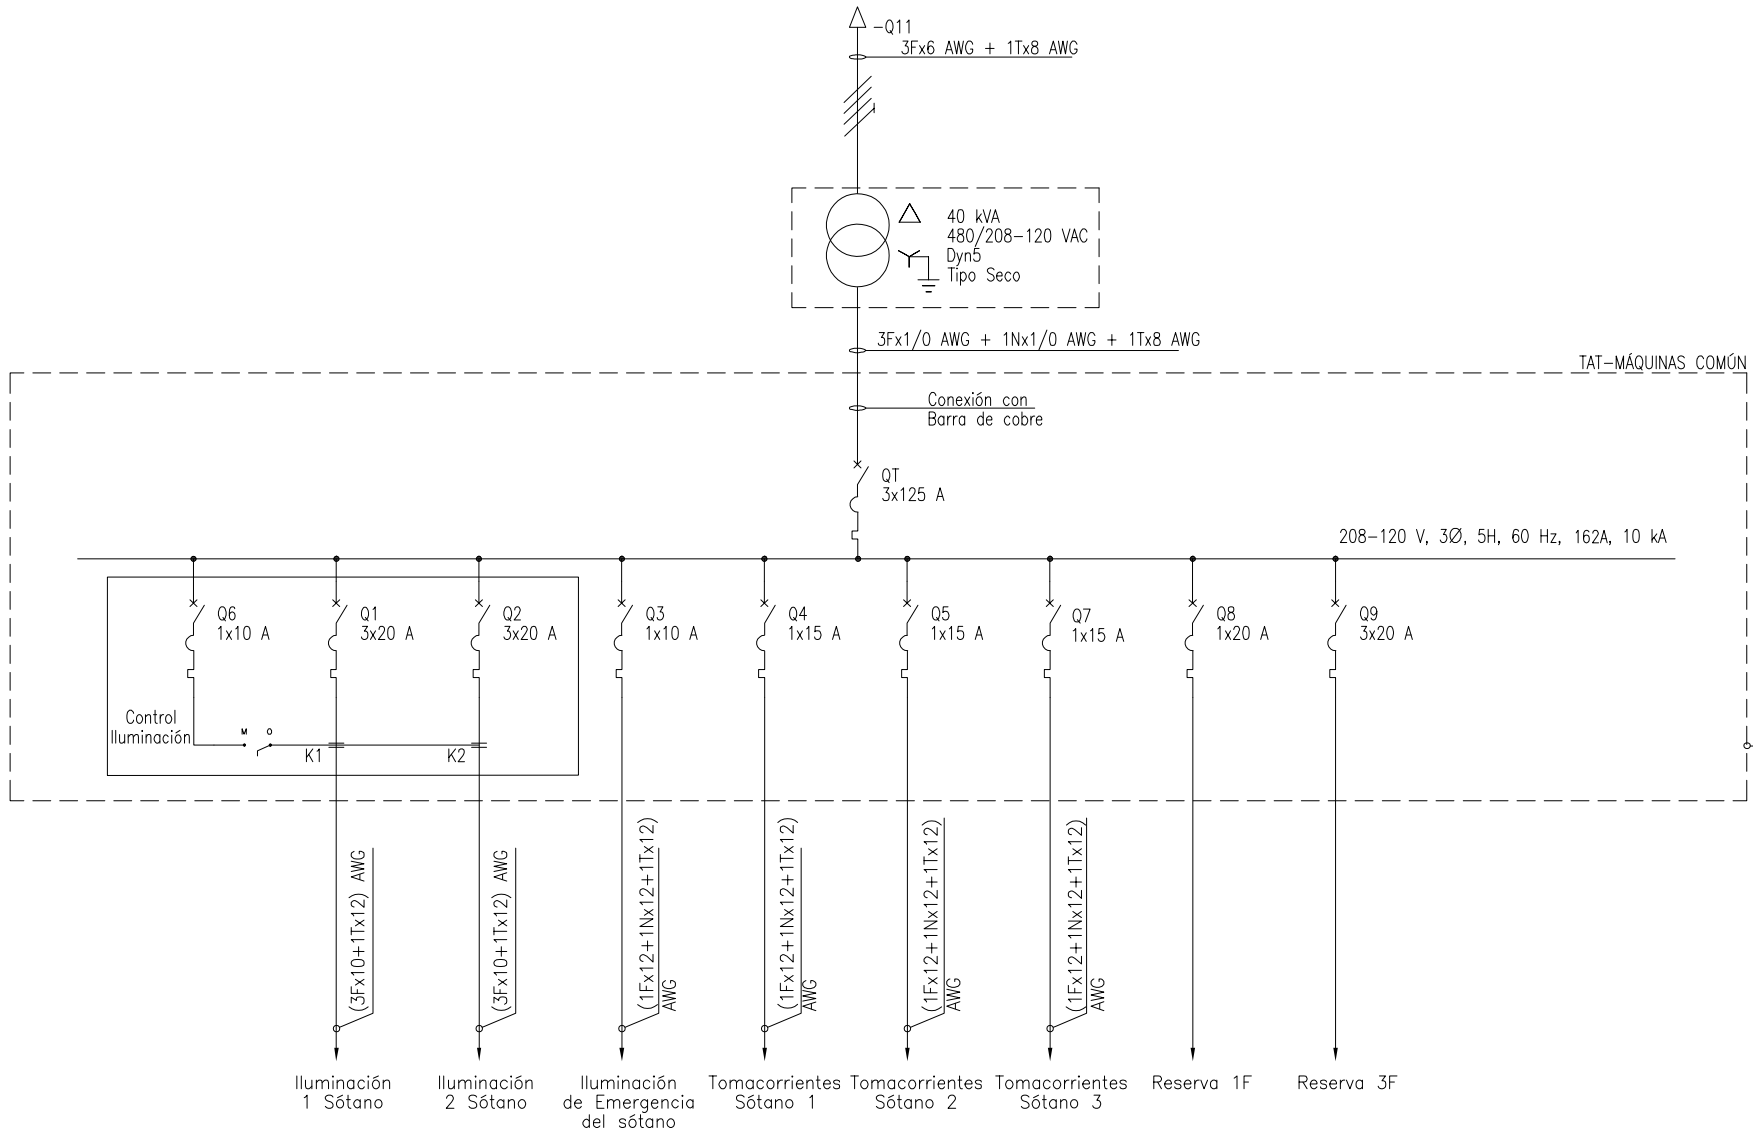 -Q11
3Fx6 AWG + 1Tx8 AWG
40 kVA
480/208-120 VAC
Dyn5
Tipo Seco
3Fx1/0 AWG + 1Nx1/0 AWG + 1Tx8 AWG
TAT-MÁQUINAS COMÚN
Conexión con
Barra de cobre
QT
3x125 A
208-120 V, 3Ø, 5H, 60 Hz, 162A, 10 kA
Q6
1x10 A
Q1
3x20 A
Q2
3x20 A
Q3
1x10 A
Q4
1x15 A
Q5
1x15 A
Q7
1x15 A
Q8
1x20 A
Q9
3x20 A
Control
Iluminación
M O
K1
K2
(3Fx10+1Tx12) AWG
(3Fx10+1Tx12) AWG
(1Fx12+1Nx12+1Tx12)
AWG
(1Fx12+1Nx12+1Tx12)
AWG
(1Fx12+1Nx12+1Tx12)
AWG
(1Fx12+1Nx12+1Tx12)
AWG
Iluminación
1 Sótano
Iluminación
2 Sótano
Iluminación
de Emergencia
del sótano
Tomacorrientes
Sótano 1
Tomacorrientes
Sótano 2
Tomacorrientes
Sótano 3
Reserva 1F
Reserva 3F